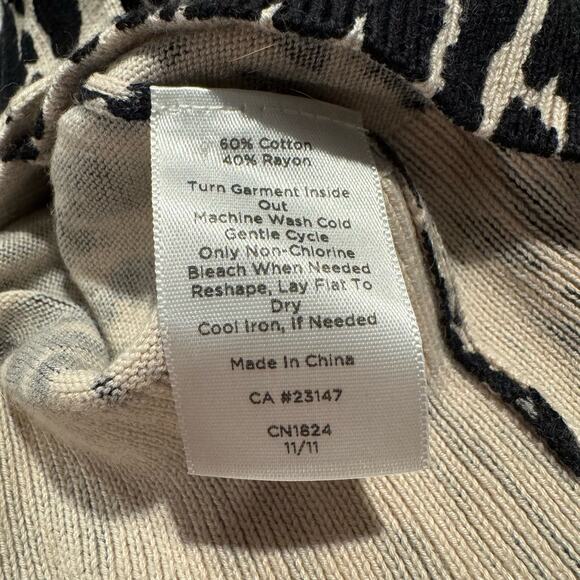 60% Cotton
40% Rayon
Turn Garment Inside
Out
Machine Wash Cold
Gentle Cycle
Only Non-Chlorine
Bleach When Needed
Reshape, Lay Flat To
Dry
Cool Iron, If Needed
Made In China
CA #23147
CN1824
11/11